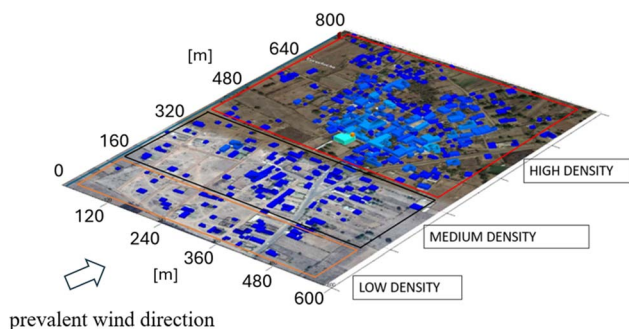 800
640
[m]
480
320
160
0
120
240
360
[m]
480
600
HIGH DENSITY
MEDIUM DENSITY
LOW DENSITY
prevalent wind direction